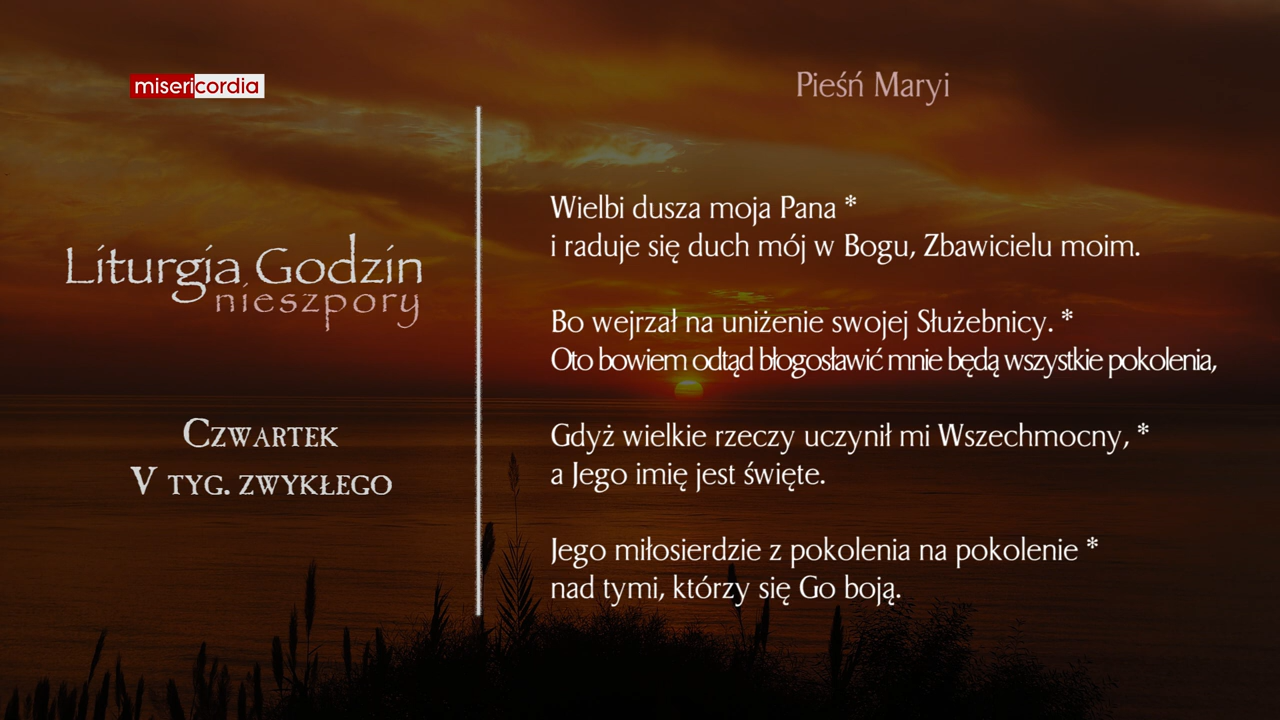 misericordia
Liturgia Godzin
nieszpory
Czwartek
V tyg. zwykłego
Pieśń Maryi
Wielbi dusza moja Pana *
i raduje się duch mój w Bogu, Zbawicielu moim.
Bo wejrzał na uniżenie swojej Służebnicy. *
Oto bowiem odtąd błogosławić mnie będą wszystkie pokolenia,
Gdyż wielkie rzeczy uczynił mi Wszechmocny, *
a Jego imię jest święte.
Jego miłosierdzie z pokolenia na pokolenie *
nad tymi, którzy się Go boją.